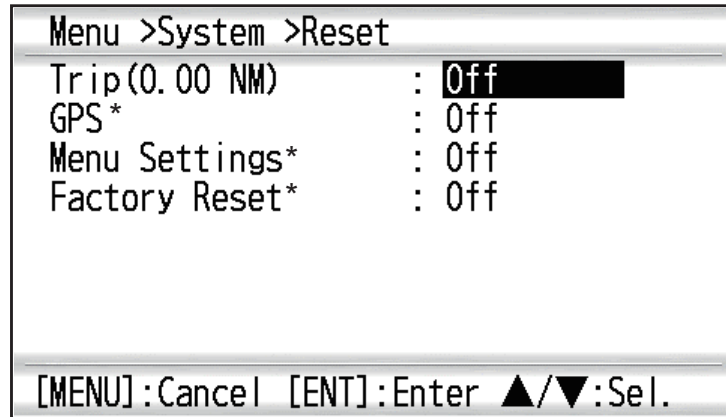 Menu >System >Reset
Trip(0.00 NM) : Off
GPS* : Off
Menu Settings* : Off
Factory Reset* : Off
[MENU]:Cancel [ENT]:Enter ▲/▼:Sel.